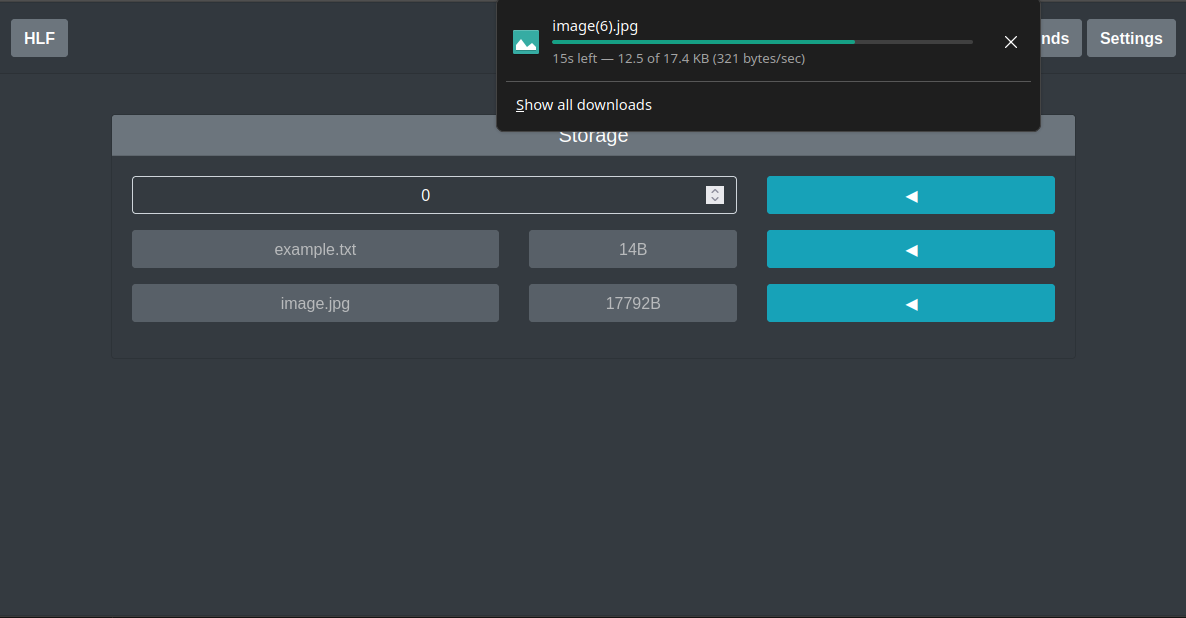 HLF
image(6).jpg
15s left — 12.5 of 17.4 KB (321 bytes/sec)
Show all downloads
Settings
Storage
0
example.txt
14B
image.jpg
17792B